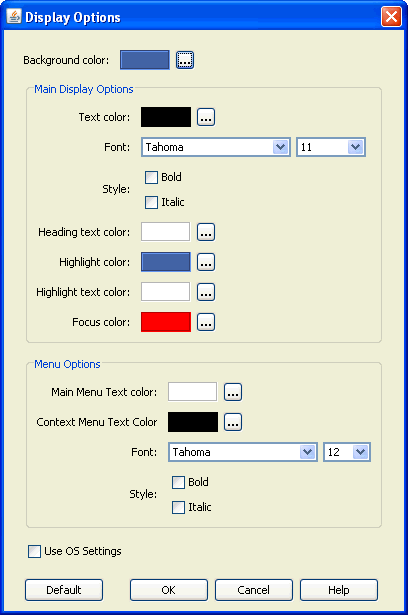 Display Options
Background color: ...
Main Display Options
Text color: ...
Font: Tahoma 11
Style: Bold
Italic
Heading text color: ...
Highlight color: ...
Highlight text color: ...
Focus color: ...
Menu Options
Main Menu Text color: ...
Context Menu Text Color ...
Font: Tahoma 12
Style: Bold
Italic
Use OS Settings
Default OK Cancel Help